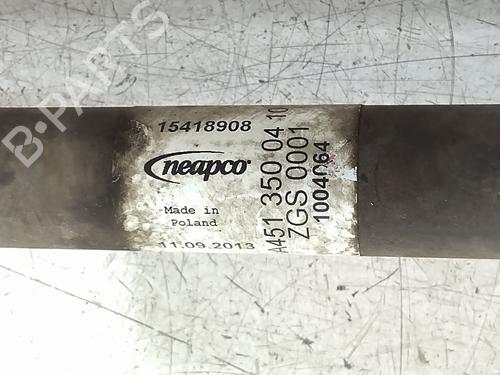 15418908
neapco
Made in
Poland
11.09.2013
A451 350 04 10
ZGS 0001
1004064
B-PARTS